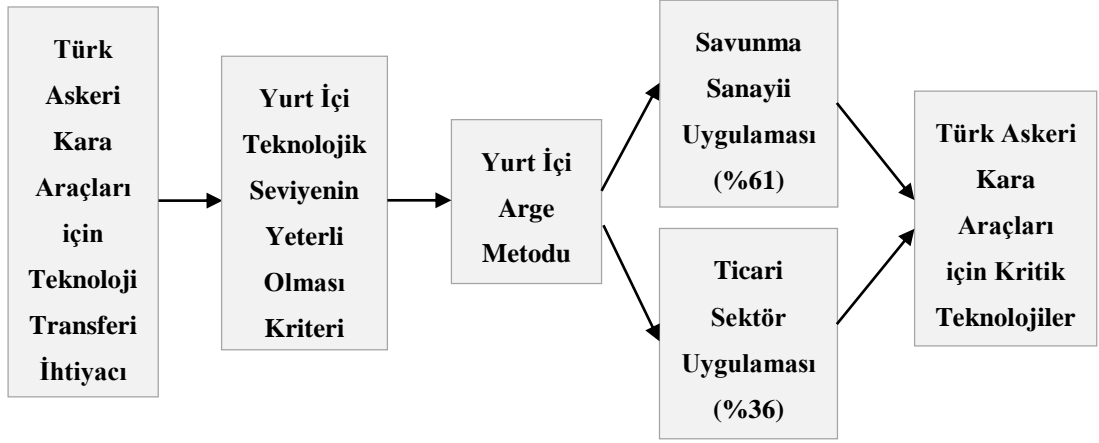 Türk
Askeri
Kara
Araçları
için
Teknoloji
Transferi
İhtiyacı
Yurt İçi
Teknolojik
Seviyenin
Yeterli
Olması
Kriteri
Yurt İçi
Arge
Metodu
Savunma
Sanayii
Uygulaması
(%61)
Ticari
Sektör
Uygulaması
(%36)
Türk Askeri
Kara
Araçları
için Kritik
Teknolojiler